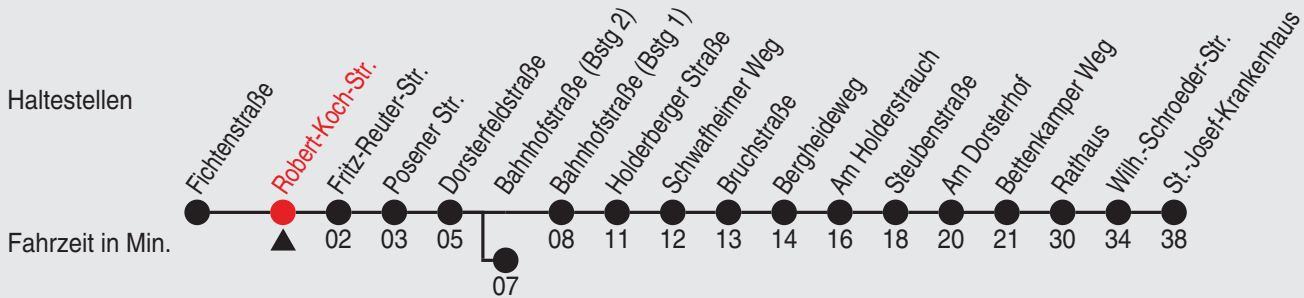 Haltestellen
Fichtenstraße
Robert-Koch-Str.
Fritz-Reuter-Str.
Posener Str.
Dorsterfeldstraße
Bahnhofstraße (Bstg 2)
Bahnhofstraße (Bstg 1)
Holderberger Straße
Schwafheimer Weg
Bruchstraße
Bergheideweg
Am Holderstrauch
Steubenstraße
Am Dorsterhof
Bettenkamper Weg
Rathaus
Wilh.-Schroeder-Str.
St.-Josef-Krankenhaus
Fahrzeit in Min.
02 03 05 08 11 12 13 14 16 18 20 21 30 34 38
07